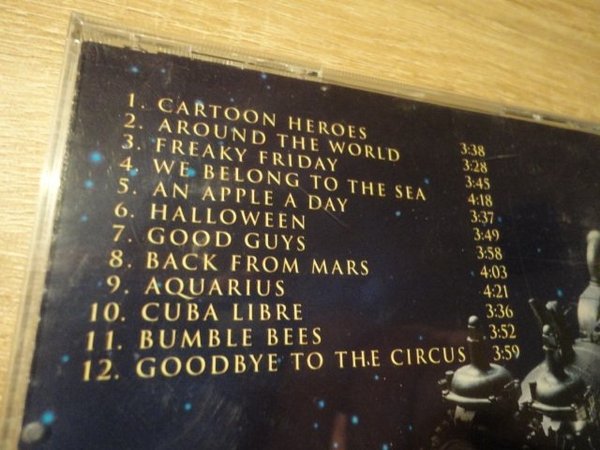 1. CARTOON HEROES 3:38
2. AROUND THE WORLD 3:28
3. FREAKY FRIDAY 3:45
4. WE BELONG TO THE SEA 4:18
5. AN APPLE A DAY 3:37
6. HALLOWEEN 3:49
7. GOOD GUYS 3:58
8. BACK FROM MARS 4:03
9. AQUARIUS 4:21
10. CUBA LIBRE 3:36
11. BUMBLE BEES 3:52
12. GOODBYE TO THE CIRCUS 3:59